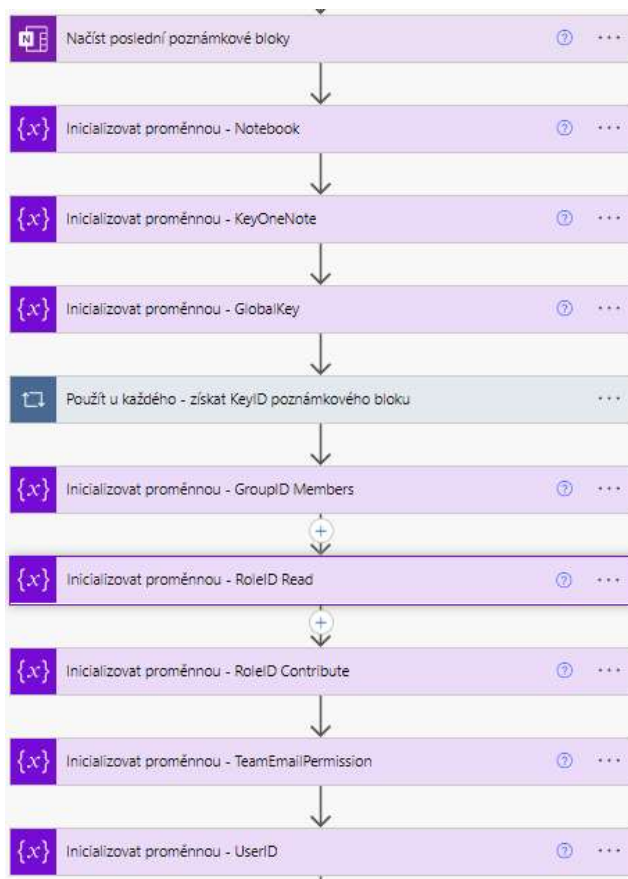 Načíst poslední poznámkové bloky
{x} Inicializovat proměnnou - Notebook
{x} Inicializovat proměnnou - KeyOneNote
{x} Inicializovat proměnnou - GlobalKey
Použít u každého - získat KeyID poznámkového bloku
{x} Inicializovat proměnnou - GroupID Members
{x} Inicializovat proměnnou - RoleID Read
{x} Inicializovat proměnnou - RoleID Contribute
{x} Inicializovat proměnnou - TeamEmailPermission
{x} Inicializovat proměnnou - UserID